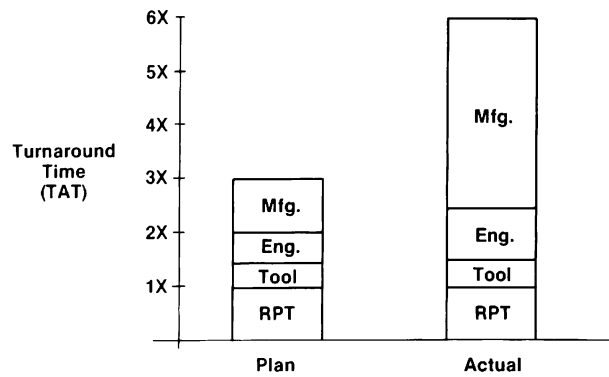 6X
5X
4X
3X
2X
1X
Turnaround
Time
(TAT)
Mfg.
Eng.
Tool
RPT
Mfg.
Eng.
Tool
RPT
Plan
Actual